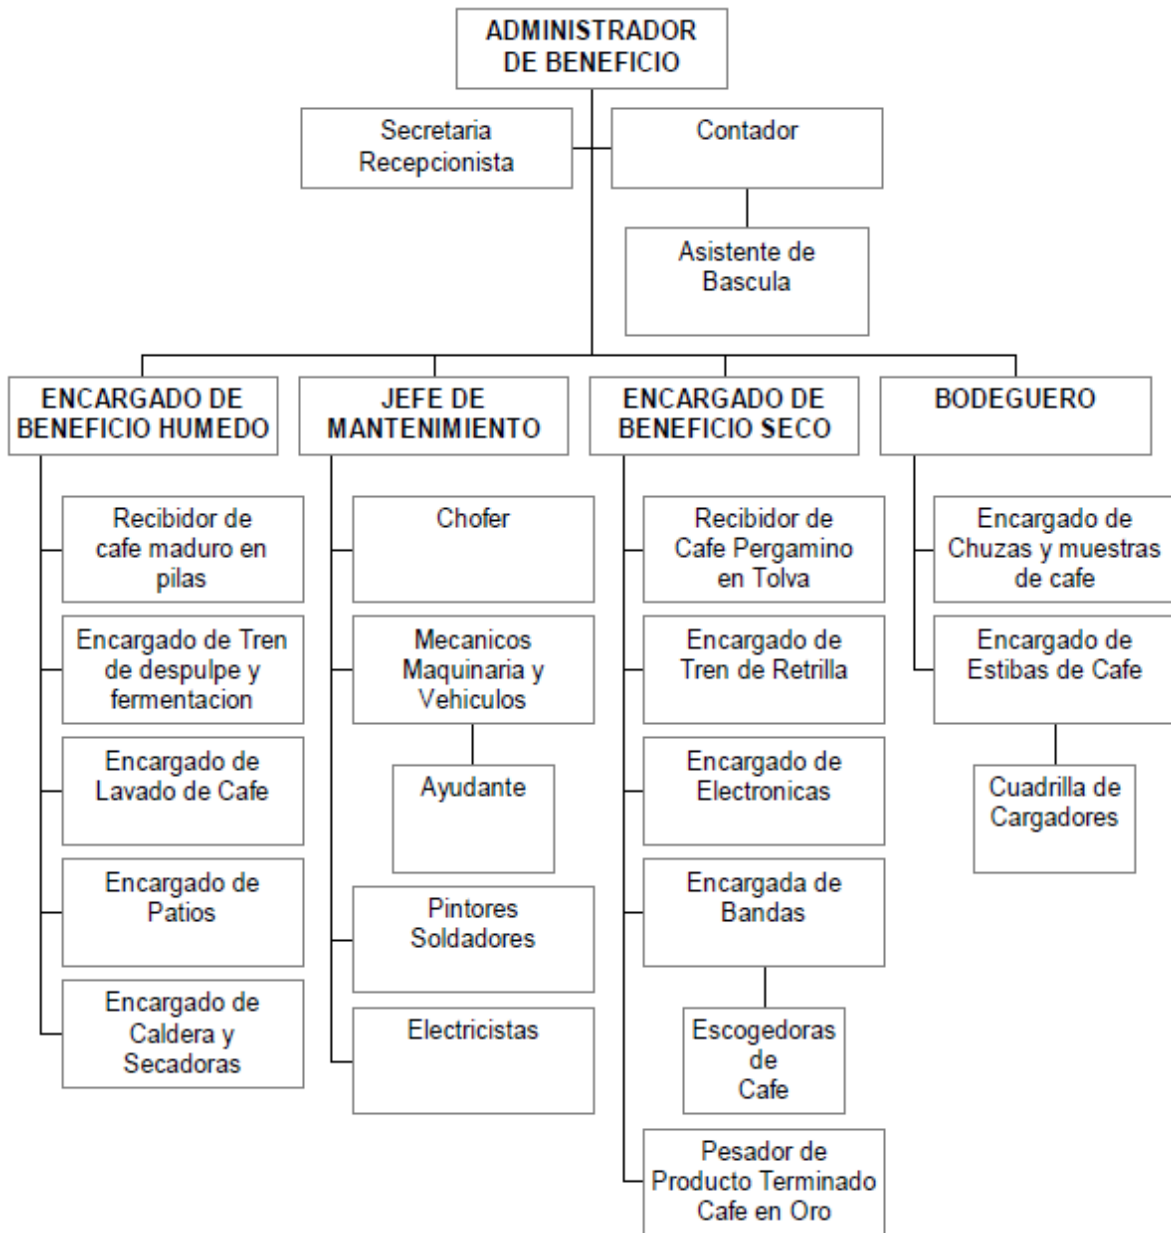 ADMINISTRADOR
DE BENEFICIO
Secretaria
Recepcionista
Contador
Asistente de
Bascula
ENCARGADO DE
BENEFICIO HUMEDO
JEFE DE
MANTENIMIENTO
ENCARGADO DE
BENEFICIO SECO
BODEGUERO
Recibidor de
cafe maduro en
pilas
Encargado de Tren
de despulpe y
fermentacion
Encargado de
Lavado de Cafe
Encargado de
Patios
Encargado de
Caldera y
Secadoras
Chofer
Mecanicos
Maquinaria y
Vehiculos
Ayudante
Pintores
Soldadores
Electricistas
Recibidor de
Cafe Pergamino
en Tolva
Encargado de
Tren de Retrilla
Encargado de
Electronicas
Encargada de
Bandas
Escogedoras
de
Cafe
Pesador de
Producto Terminado
Cafe en Oro
Encargado de
Chuzas y muestras
de cafe
Encargado de
Estibas de Cafe
Cuadrilla de
Cargadores